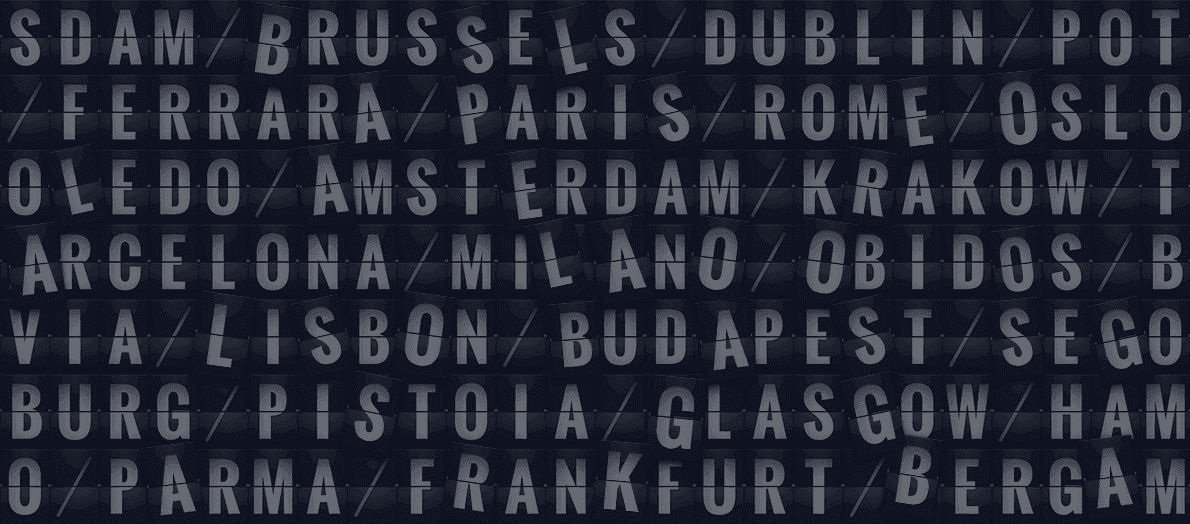 SDAM/BRUSSELS/DUBLIN/POT
/FERRARA/PARIS/ROME/OSLO
OLEDO/AMSTERDAM/KRAKOW/T
ARCELONA/MILANO/OBIDOS/B
VIA/LISBON/BUDAPEST/SEGO
BURG/PISTOIA/GLASGOW/HAM
O/PARMA/FRANKFURT/BERGAM